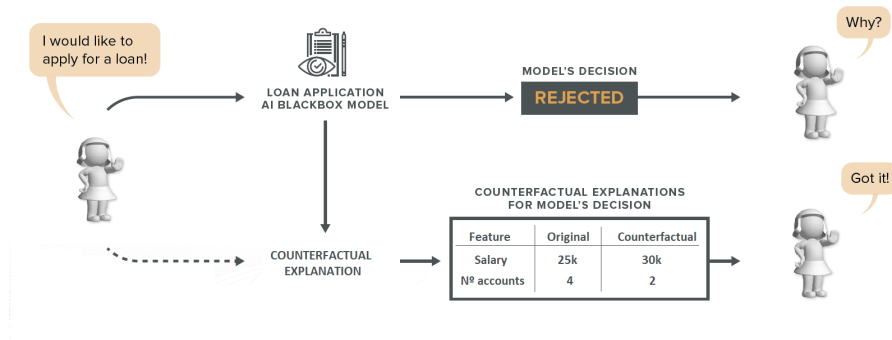 I would like to
apply for a loan!
LOAN APPLICATION
AI BLACKBOX MODEL
MODEL'S DECISION
REJECTED
Why?
COUNTERFACTUAL
EXPLANATION
COUNTERFACTUAL EXPLANATIONS
FOR MODEL'S DECISION
Feature Original Counterfactual
Salary 25k 30k
Nº accounts 4 2
Got it!